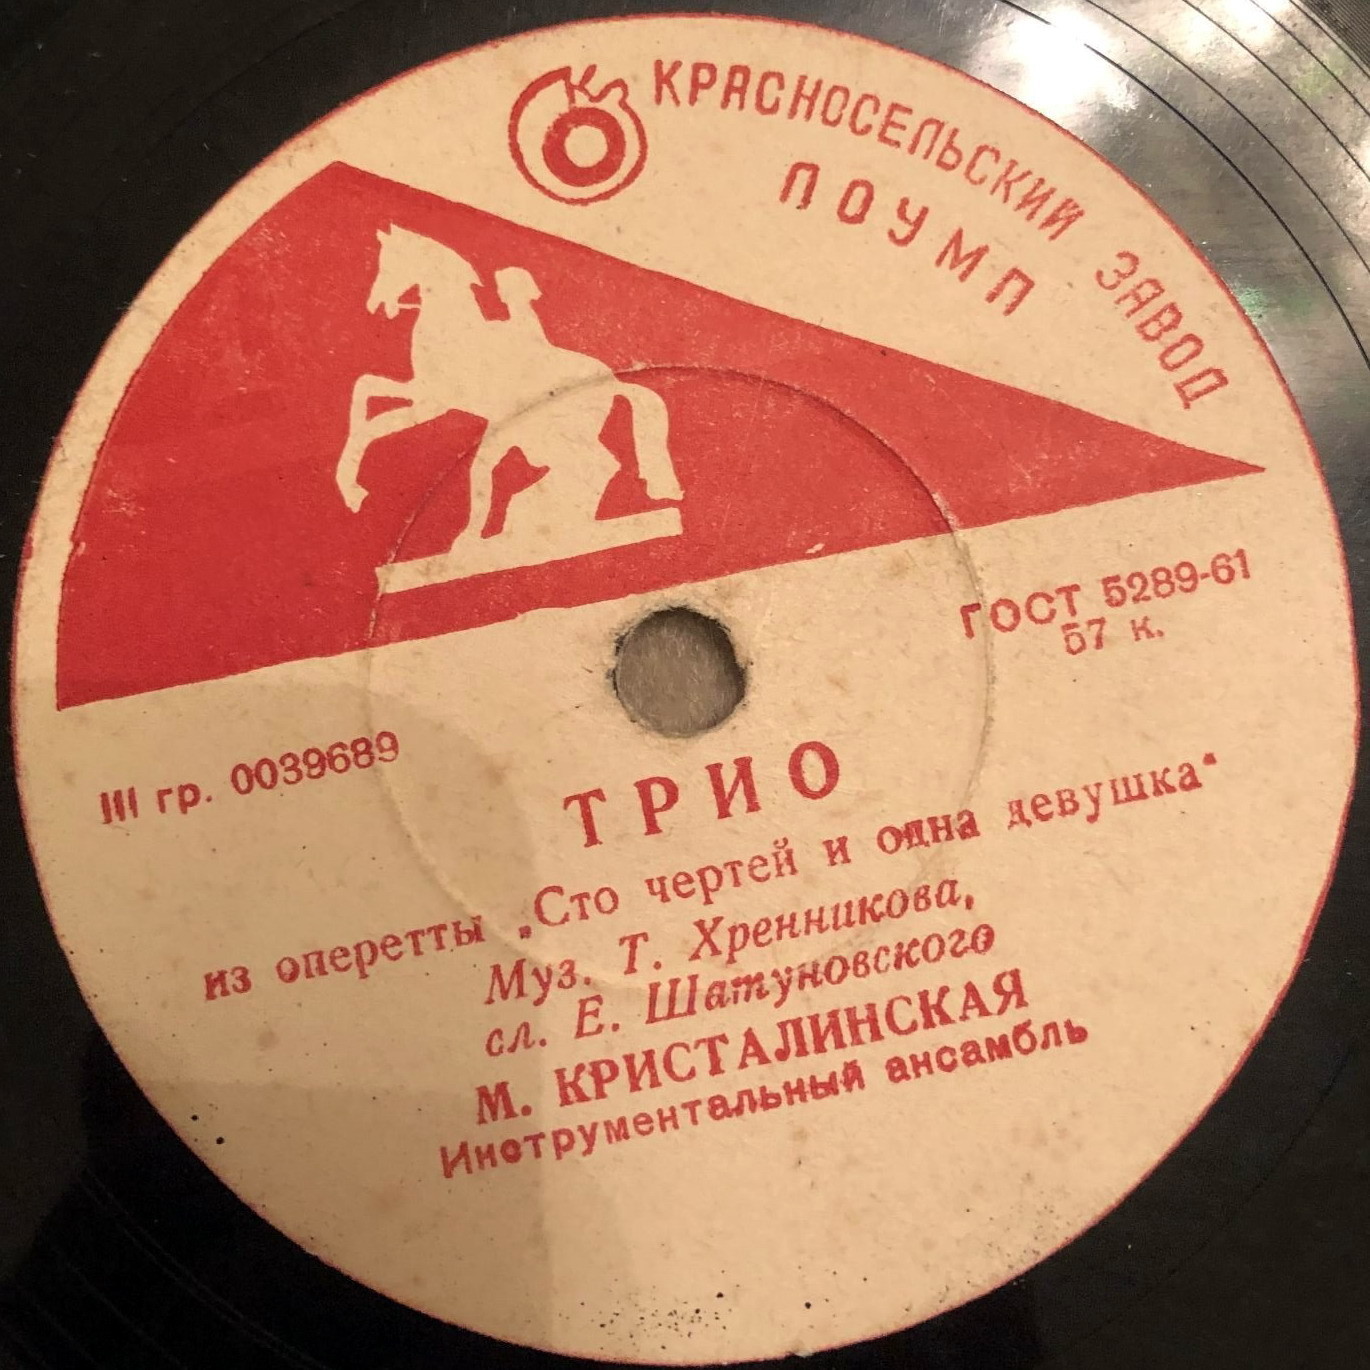 КРАСНОСЕЛЬСКИЙ ЗАВОД
ПОУМП
ГОСТ 5289-61
57 к.
III гр. 0039689
ТРИО
из оперетты „Сто чертей и одна девушка“
Муз. Т. Хренникова,
сл. Е. Шатуновского
М. КРИСТАЛИНСКАЯ
Инструментальный ансамбль